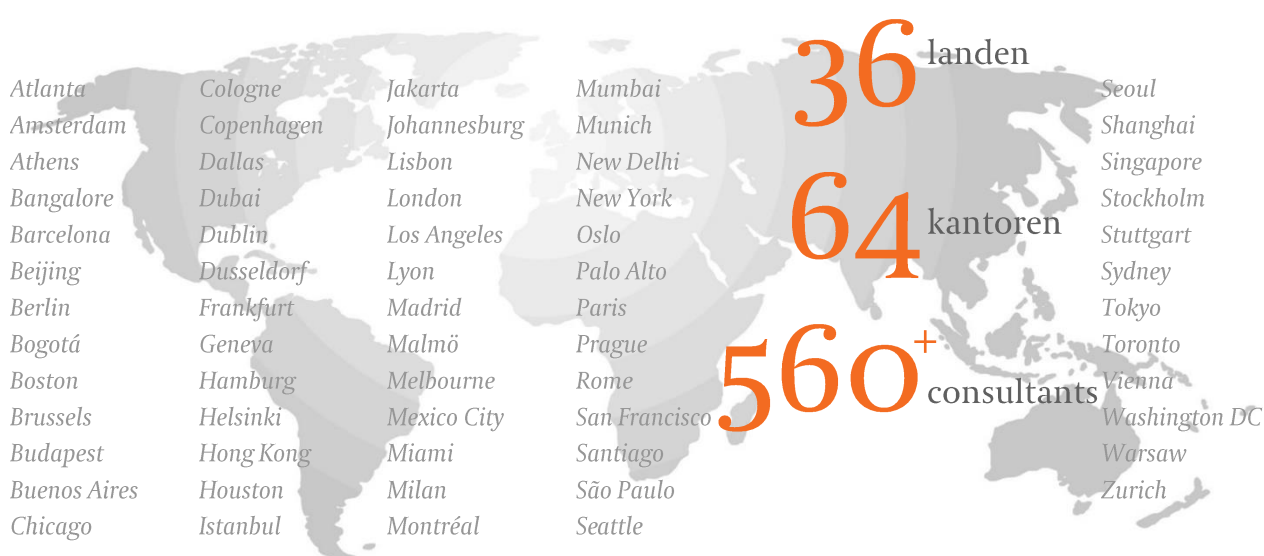 Atlanta
Amsterdam
Athens
Bangalore
Barcelona
Beijing
Berlin
Bogotá
Boston
Brussels
Budapest
Buenos Aires
Chicago
Cologne
Copenhagen
Dallas
Dubai
Dublin
Dusseldorf
Frankfurt
Geneva
Hamburg
Helsinki
Hong Kong
Houston
Istanbul
Jakarta
Johannesburg
Lisbon
London
Los Angeles
Lyon
Madrid
Malmö
Melbourne
Mexico City
Miami
Milan
Montréal
Mumbai
Munich
New Delhi
New York
Oslo
Palo Alto
Paris
Prague
Rome
San Francisco
Santiago
São Paulo
Seattle
36 landen
64 kantoren
560+ consultants
Seoul
Shanghai
Singapore
Stockholm
Stuttgart
Sydney
Tokyo
Toronto
Vienna
Washington DC
Warsaw
Zurich